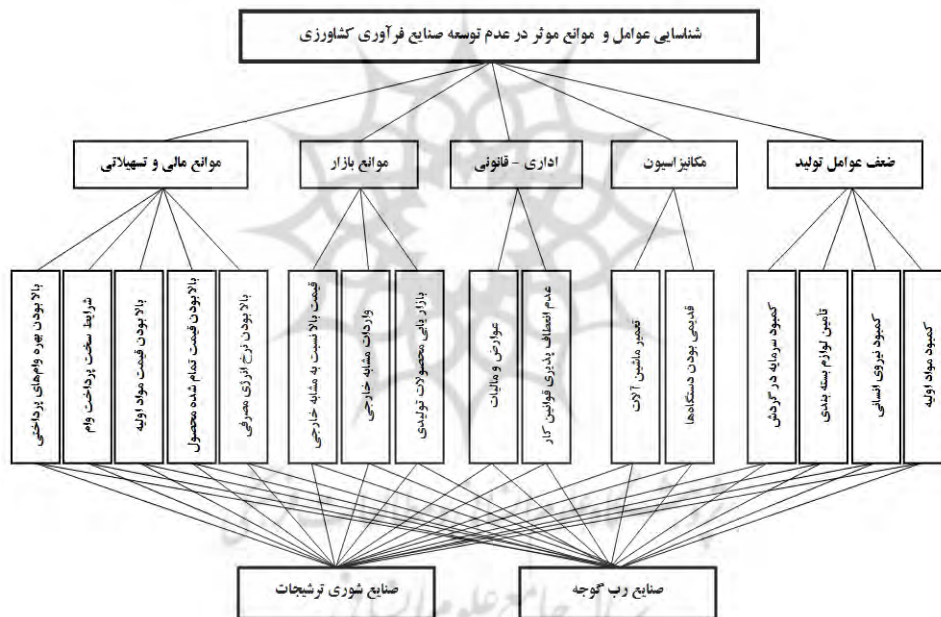 شناسایی عوامل و موانع موثر در عدم توسعه صنایع فرآوری کشاورزی
ضعف عوامل تولید
مکانیزاسیون
اداری - قانونی
موانع بازار
موانع مالی و تسهیلاتی
کمبود مواد اولیه
کمبود نیروی انسانی
تأمین لوازم بسته بندی
کمبود سرمایه در گردش
قدیمی بودن دستگاه‌ها
تعمیر ماشین آلات
عدم انعطاف پذیری قوانین کار
عوارض و مالیات
بازار یابی محصولات تولیدی
واردات مشابه خارجی
قیمت بالا نسبت به مشابه خارجی
بالا بودن نرخ انرژی مصرفی
بالا بودن قیمت تمام شده محصول
بالا بودن قیمت مواد اولیه
شرایط سخت پرداخت وام
بالا بودن بهره وام‌های پرداختی
صنایع رب گوجه
صنایع شوری ترشیجات